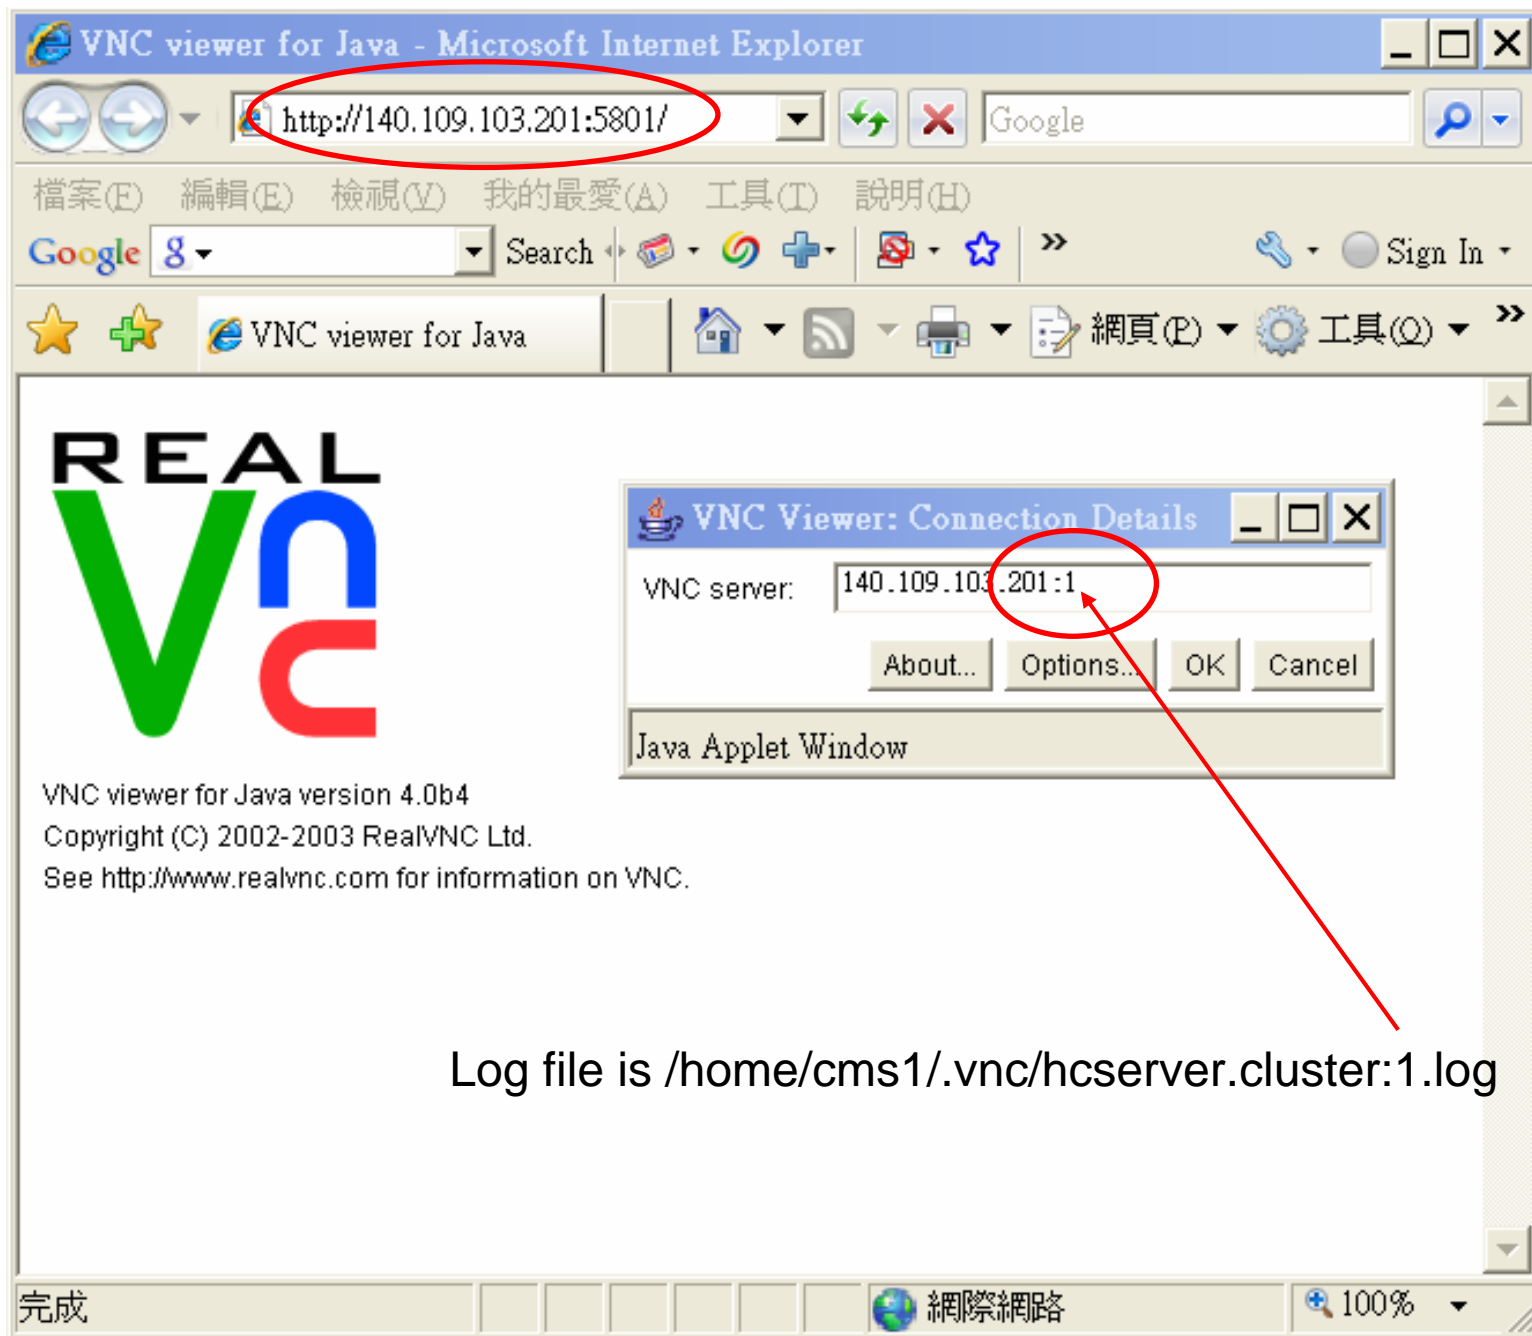 VNC viewer for Java - Microsoft Internet Explorer
http://140.109.103.201:5801/
Google
檔案(F) 編輯(E) 檢視(V) 我的最愛(A) 工具(T) 說明(H)
Google g Search » Sign In
VNC viewer for Java 網頁(P) 工具(O) »
REAL
Vnc
VNC Viewer: Connection Details
VNC server: 140.109.103.201:1
About... Options... OK Cancel
Java Applet Window
VNC viewer for Java version 4.0b4
Copyright (C) 2002-2003 RealVNC Ltd.
See http://www.realvnc.com for information on VNC.
Log file is /home/cms1/.vnc/hcserver.cluster:1.log
完成 網際網路 100%